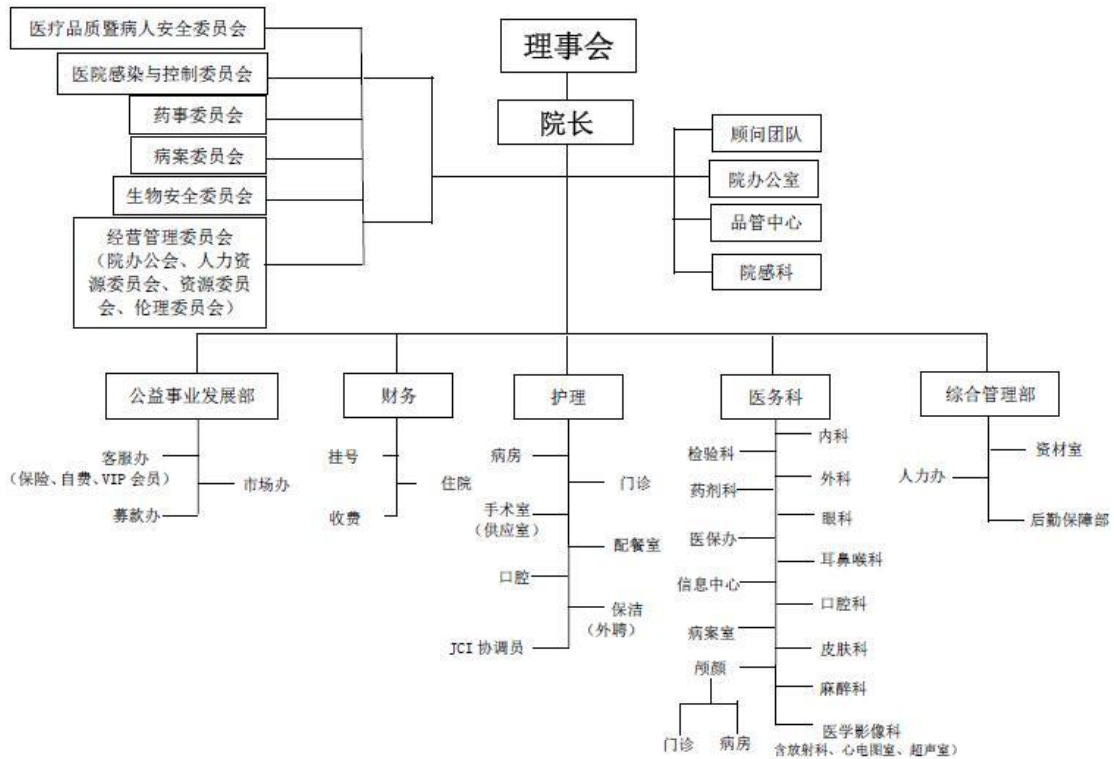 医疗品质暨病人安全委员会
理事会
医院感染与控制委员会
院长
药事委员会
顾问团队
病案委员会
院办公室
生物安全委员会
品管中心
经营管理委员会
（院办公会、人力资
源委员会、资源委员
会、伦理委员会）
院感科
公益事业发展部
财务
护理
医务科
综合管理部
客服办
（保险、自费、VIP 会员）
市场办
募款办
挂号
住院
收费
病房
门诊
手术室
（供应室）
配餐室
口腔
保洁
（外聘）
JCI 协调员
内科
检验科
外科
药剂科
眼科
医保办
耳鼻喉科
信息中心
口腔科
病案室
皮肤科
颅颜
麻醉科
门诊
病房
医学影像科
含放射科、心电图室、超声室）
资材室
人力办
后勤保障部